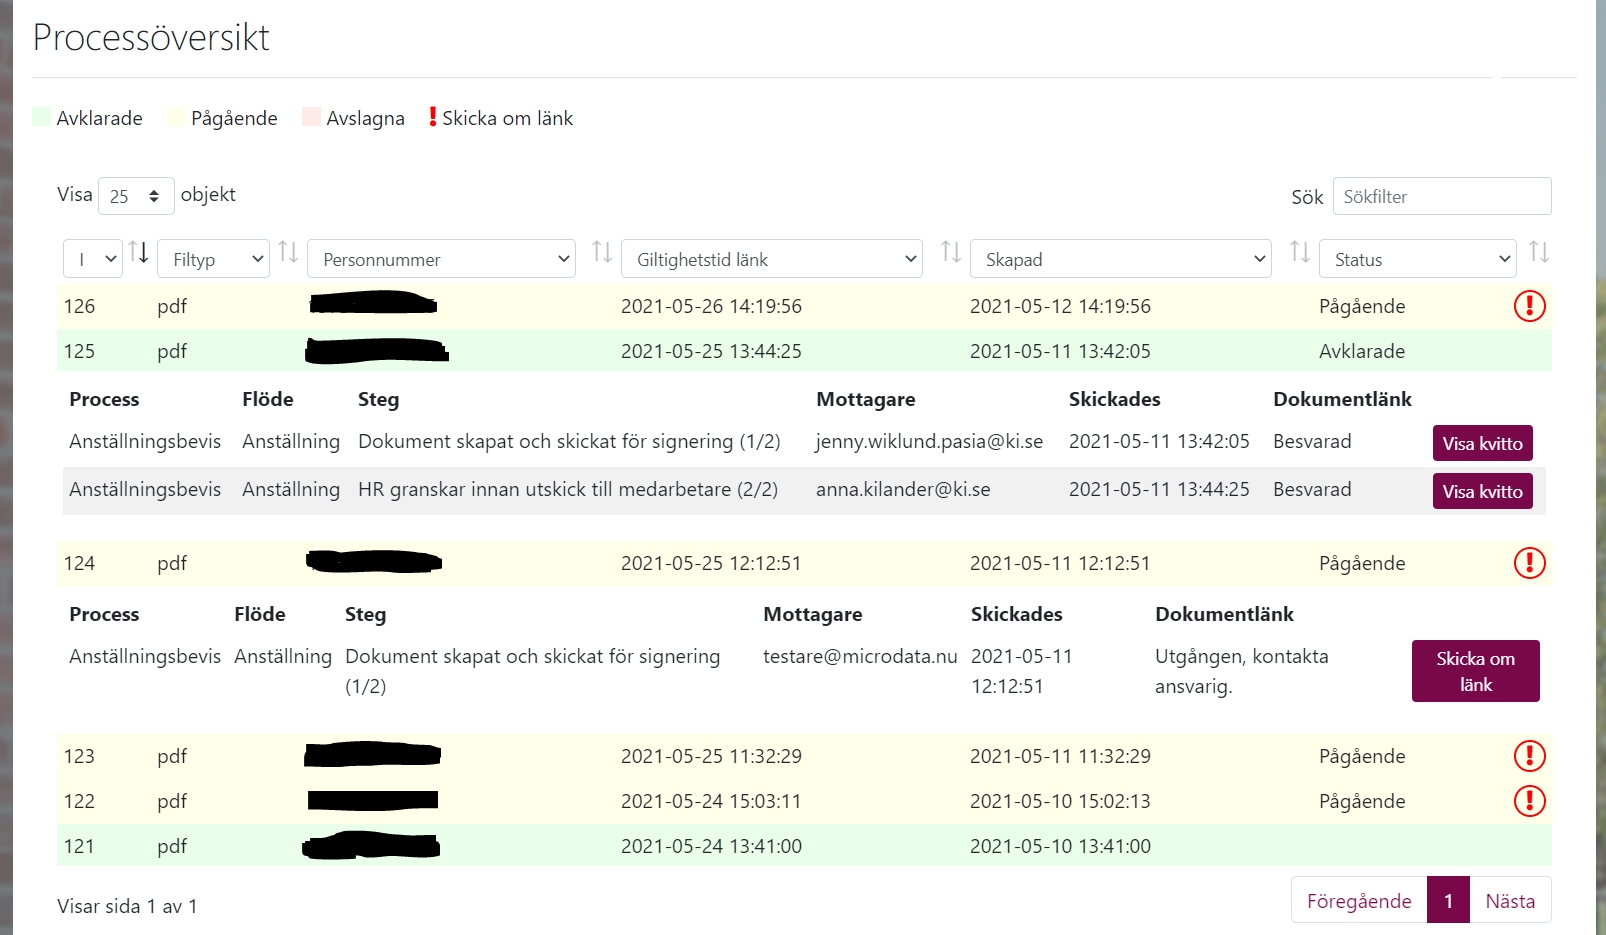 Processöversikt
Avklarade Pågående Avslagna ! Skicka om länk
Visa 25 objekt Sök Sökfilter
I Filtyp Personnummer Giltighetstid länk Skapad Status
126 pdf 2021-05-26 14:19:56 2021-05-12 14:19:56 Pågående !
125 pdf 2021-05-25 13:44:25 2021-05-11 13:42:05 Avklarade
Process Flöde Steg Mottagare Skickades Dokumentlänk
Anställningsbevis Anställning Dokument skapat och skickat för signering (1/2) jenny.wiklund.pasia@ki.se 2021-05-11 13:42:05 Besvarad Visa kvitto
Anställningsbevis Anställning HR granskar innan utskick till medarbetare (2/2) anna.kilander@ki.se 2021-05-11 13:44:25 Besvarad Visa kvitto
124 pdf 2021-05-25 12:12:51 2021-05-11 12:12:51 Pågående !
Process Flöde Steg Mottagare Skickades Dokumentlänk
Anställningsbevis Anställning Dokument skapat och skickat för signering testare@microdata.nu 2021-05-11 Utgången, kontakta Skicka om
(1/2) 12:12:51 ansvarig. länk
123 pdf 2021-05-25 11:32:29 2021-05-11 11:32:29 Pågående !
122 pdf 2021-05-24 15:03:11 2021-05-10 15:02:13 Pågående !
121 pdf 2021-05-24 13:41:00 2021-05-10 13:41:00
Visar sida 1 av 1 Föregående 1 Nästa